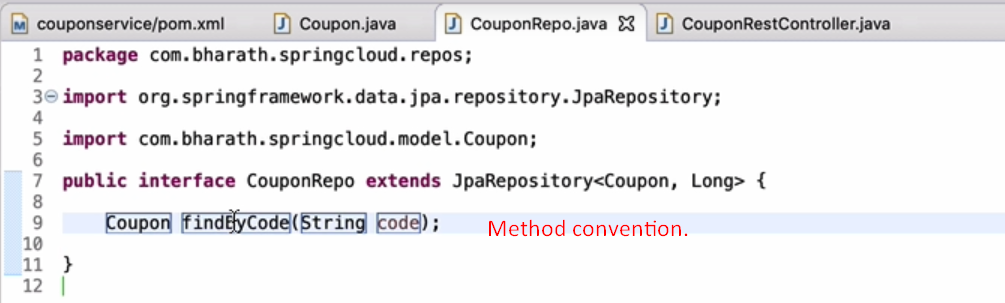 couponservice/pom.xml Coupon.java CouponRepo.java CouponRestController.java
1 package com.bharath.springcloud.repos;
2
3 import org.springframework.data.jpa.repository.JpaRepository;
4
5 import com.bharath.springcloud.model.Coupon;
6
7 public interface CouponRepo extends JpaRepository<Coupon, Long> {
8
9 Coupon findByCode(String code); Method convention.
10
11 }
12